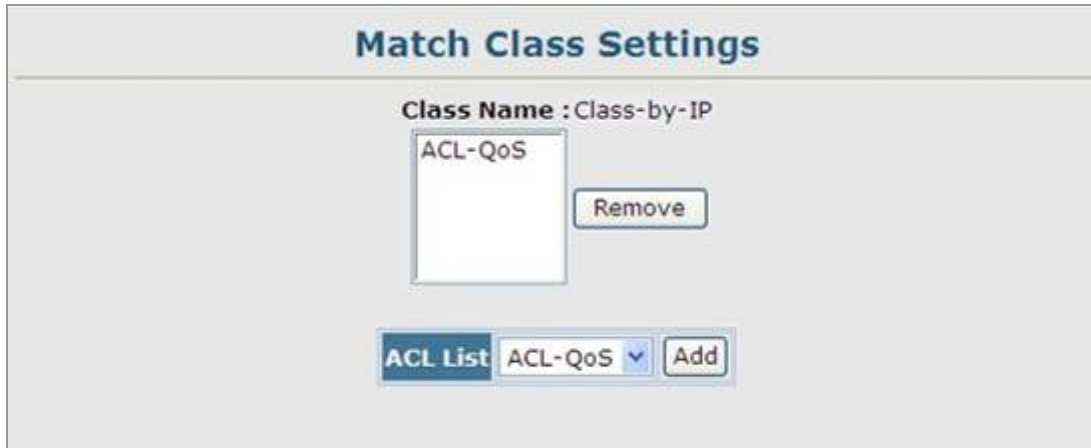 Match Class Settings
Class Name : Class-by-IP
ACL-QoS
Remove
ACL List ACL-QoS Add